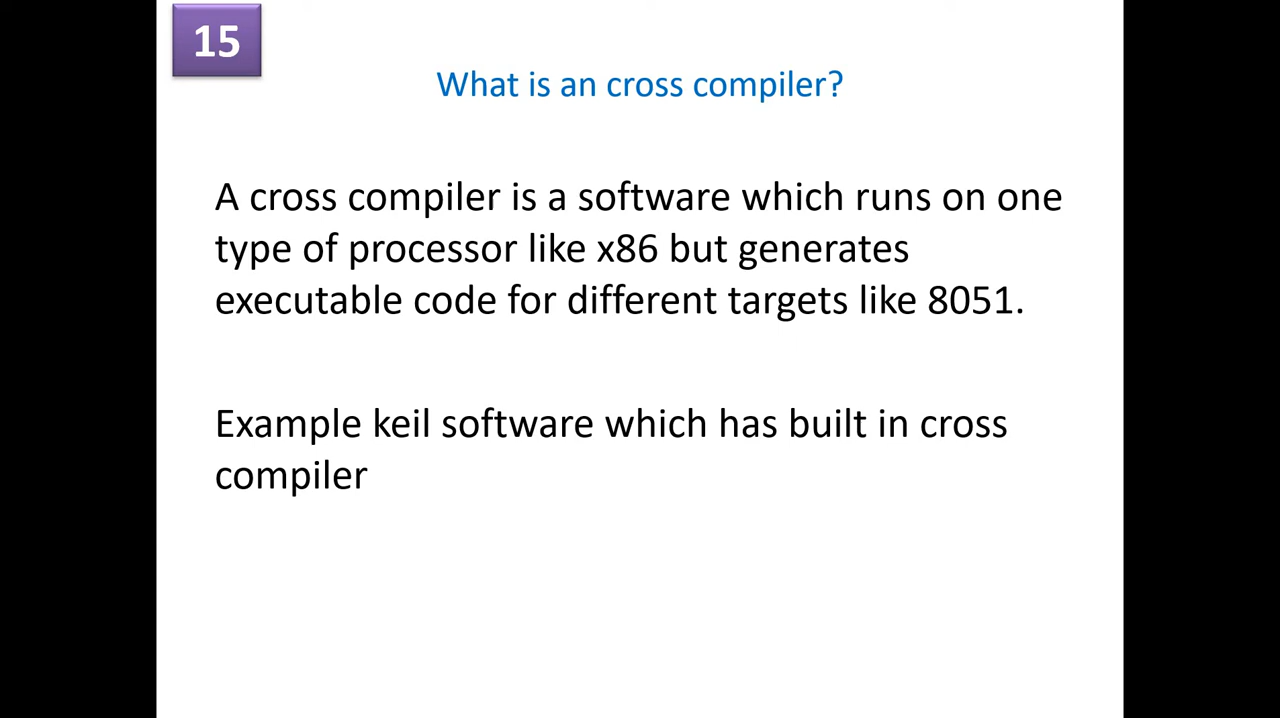 15
What is an cross compiler?
A cross compiler is a software which runs on one
type of processor like x86 but generates
executable code for different targets like 8051.
Example keil software which has built in cross
compiler